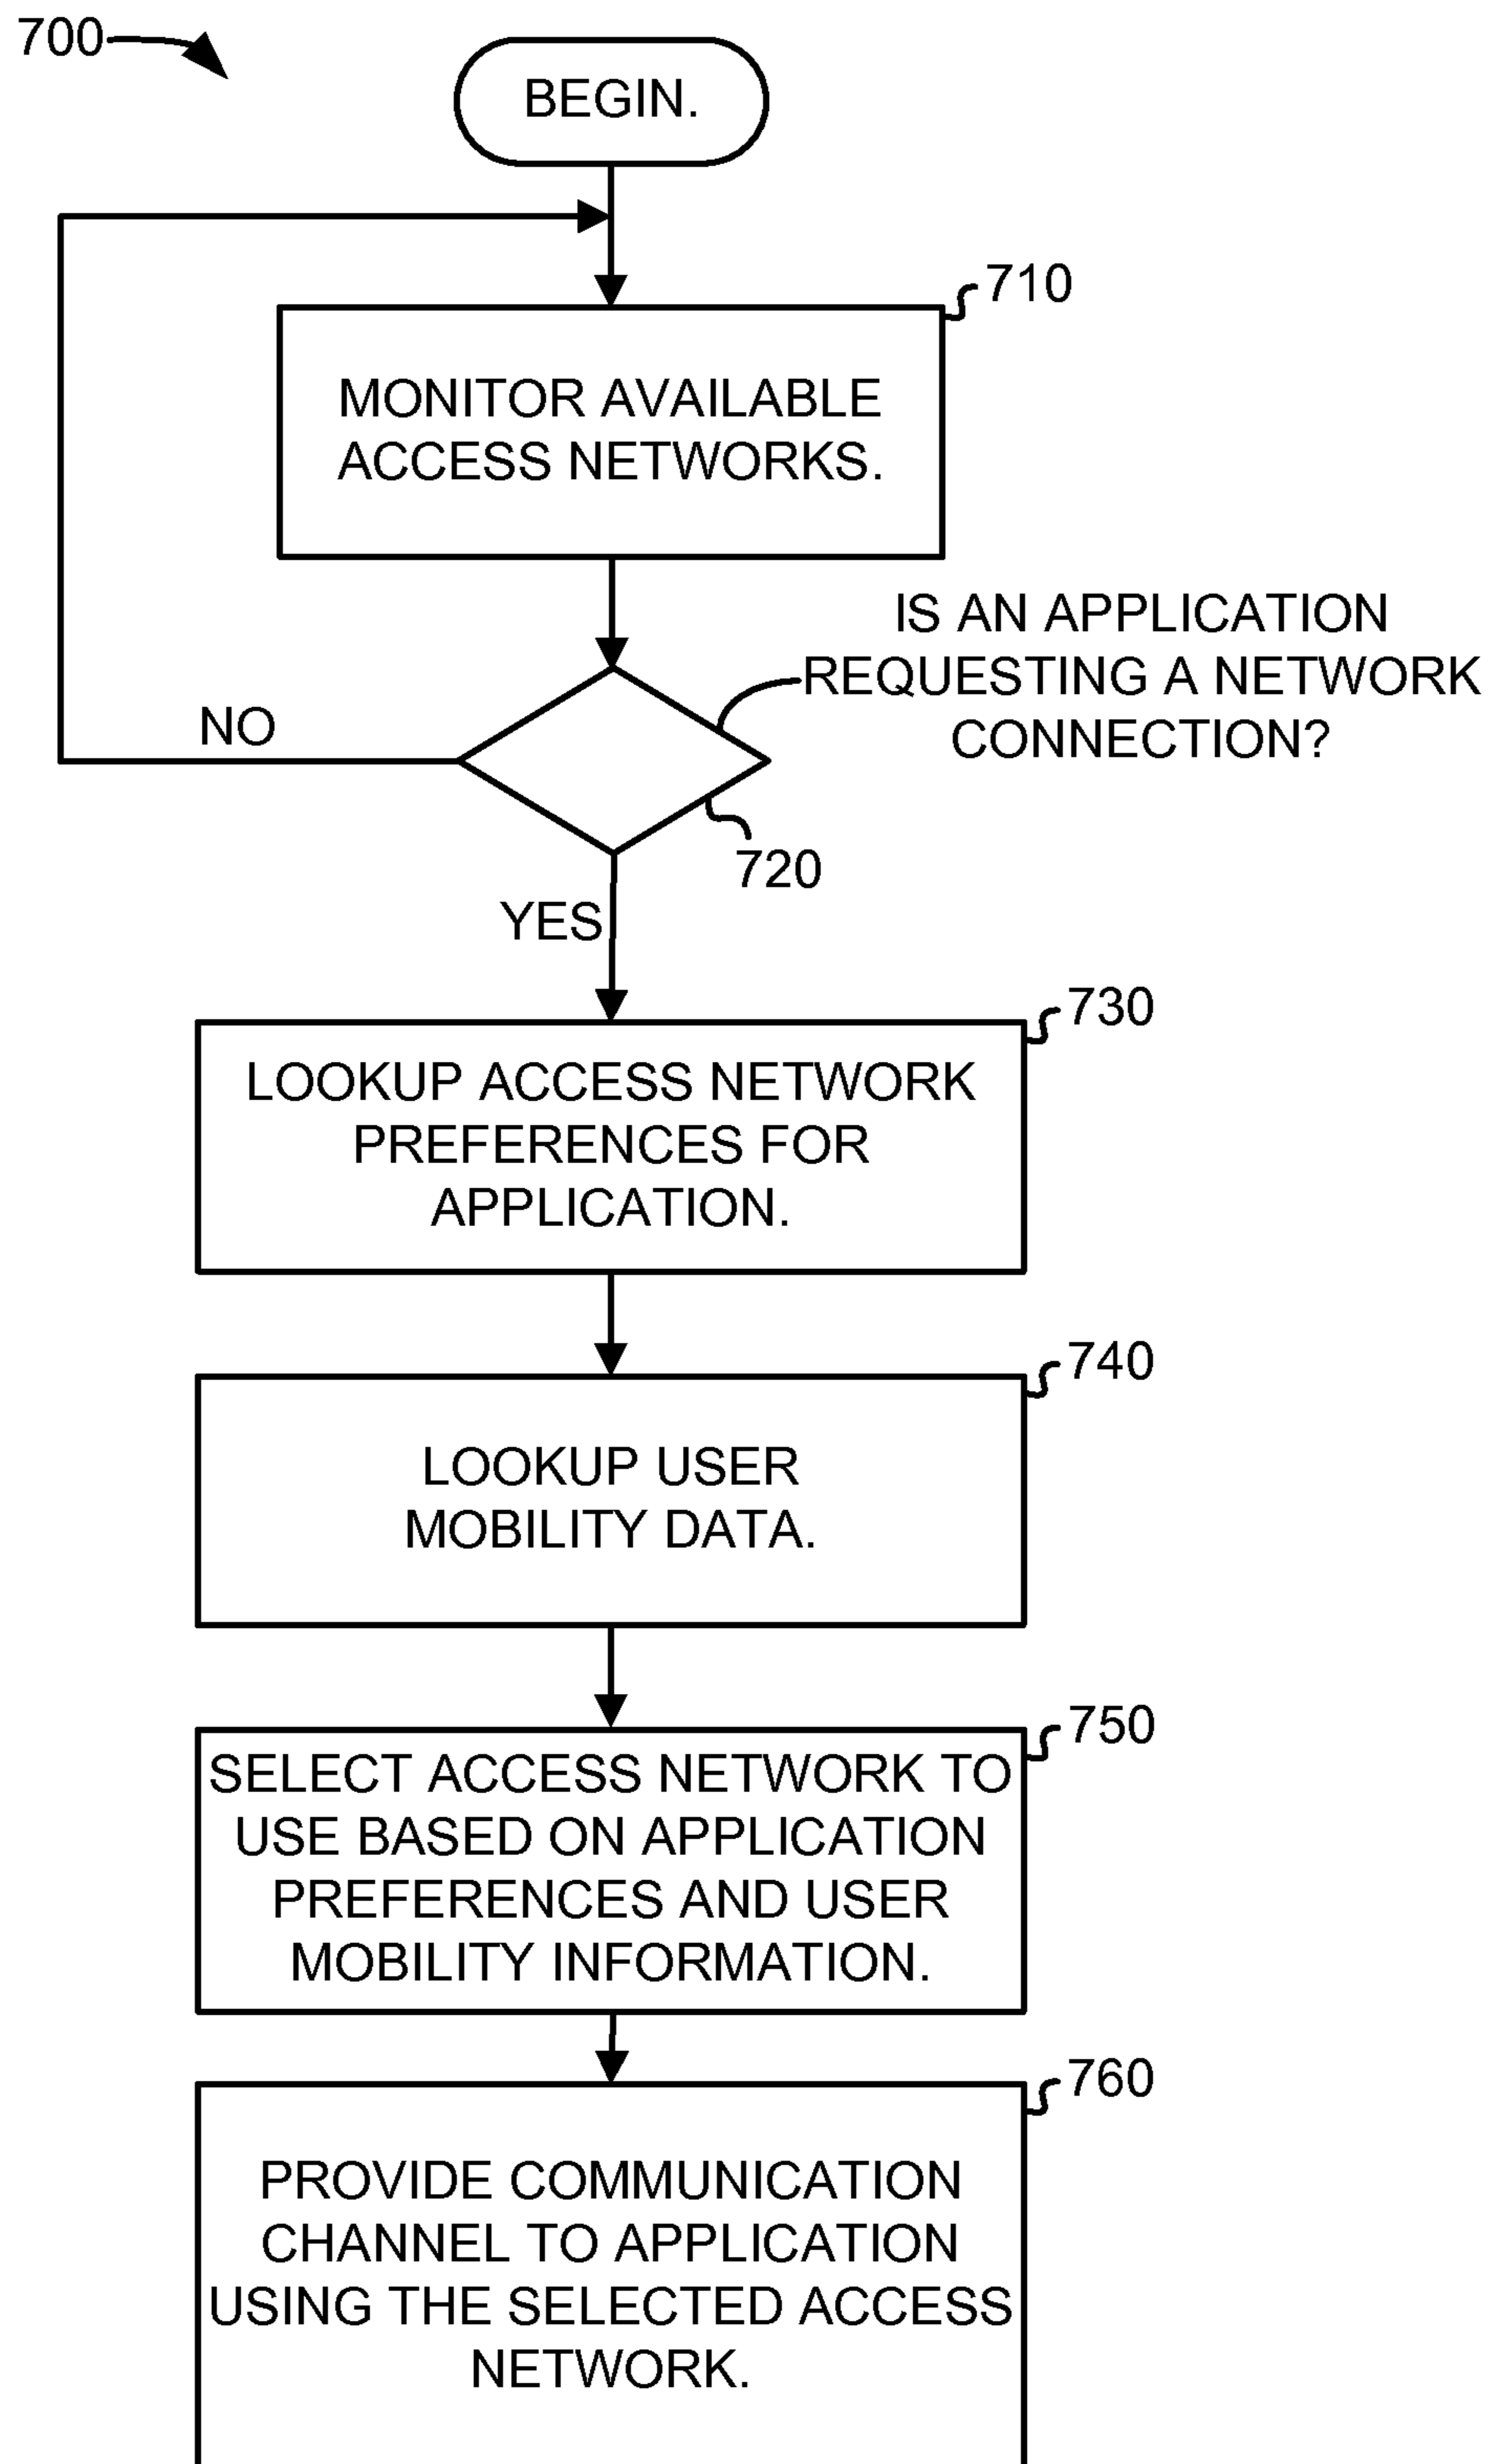 700
BEGIN.
710
MONITOR AVAILABLE
ACCESS NETWORKS.
IS AN APPLICATION
REQUESTING A NETWORK
CONNECTION?
NO
720
YES
730
LOOKUP ACCESS NETWORK
PREFERENCES FOR
APPLICATION.
740
LOOKUP USER
MOBILITY DATA.
750
SELECT ACCESS NETWORK TO
USE BASED ON APPLICATION
PREFERENCES AND USER
MOBILITY INFORMATION.
760
PROVIDE COMMUNICATION
CHANNEL TO APPLICATION
USING THE SELECTED ACCESS
NETWORK.